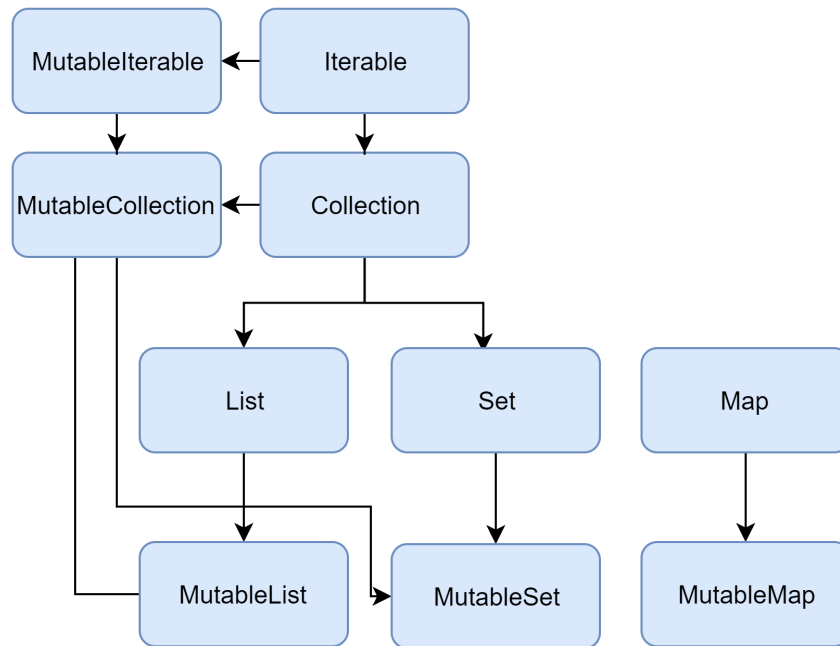 MutableIterable
Iterable
MutableCollection
Collection
List
Set
Map
MutableList
MutableSet
MutableMap